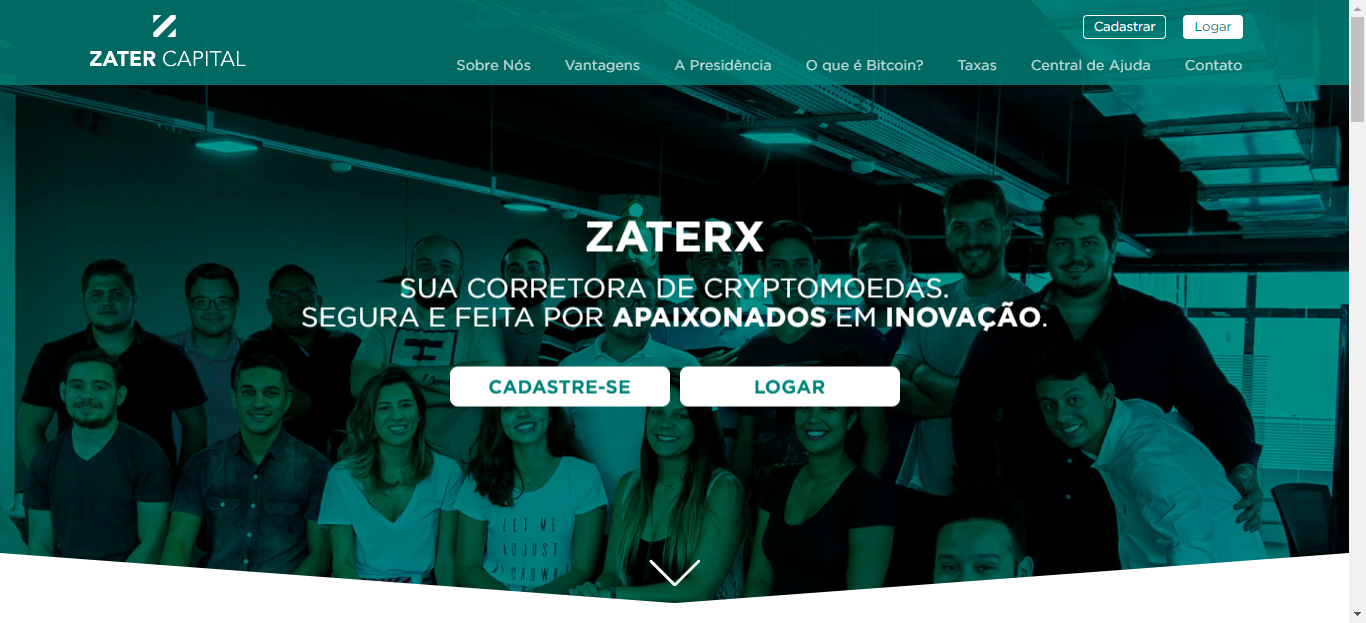 Cadastrar
Logar
ZATER CAPITAL
Sobre Nós
Vantagens
A Presidência
O que é Bitcoin?
Taxas
Central de Ajuda
Contato
ZATERX
SUA CORRETORA DE CRYPTOMOEDAS.
SEGURA E FEITA POR APAIXONADOS EM INOVAÇÃO.
CADASTRE-SE
LOGAR
LET ME
ADJUST
CROWN